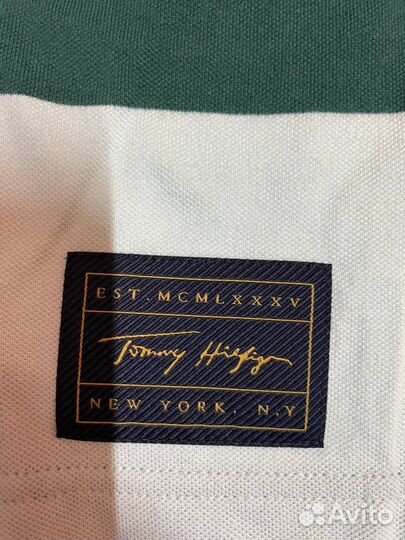 EST. MCMLXXXV
Tommy Hilfiger
NEW YORK, N.Y
Avito